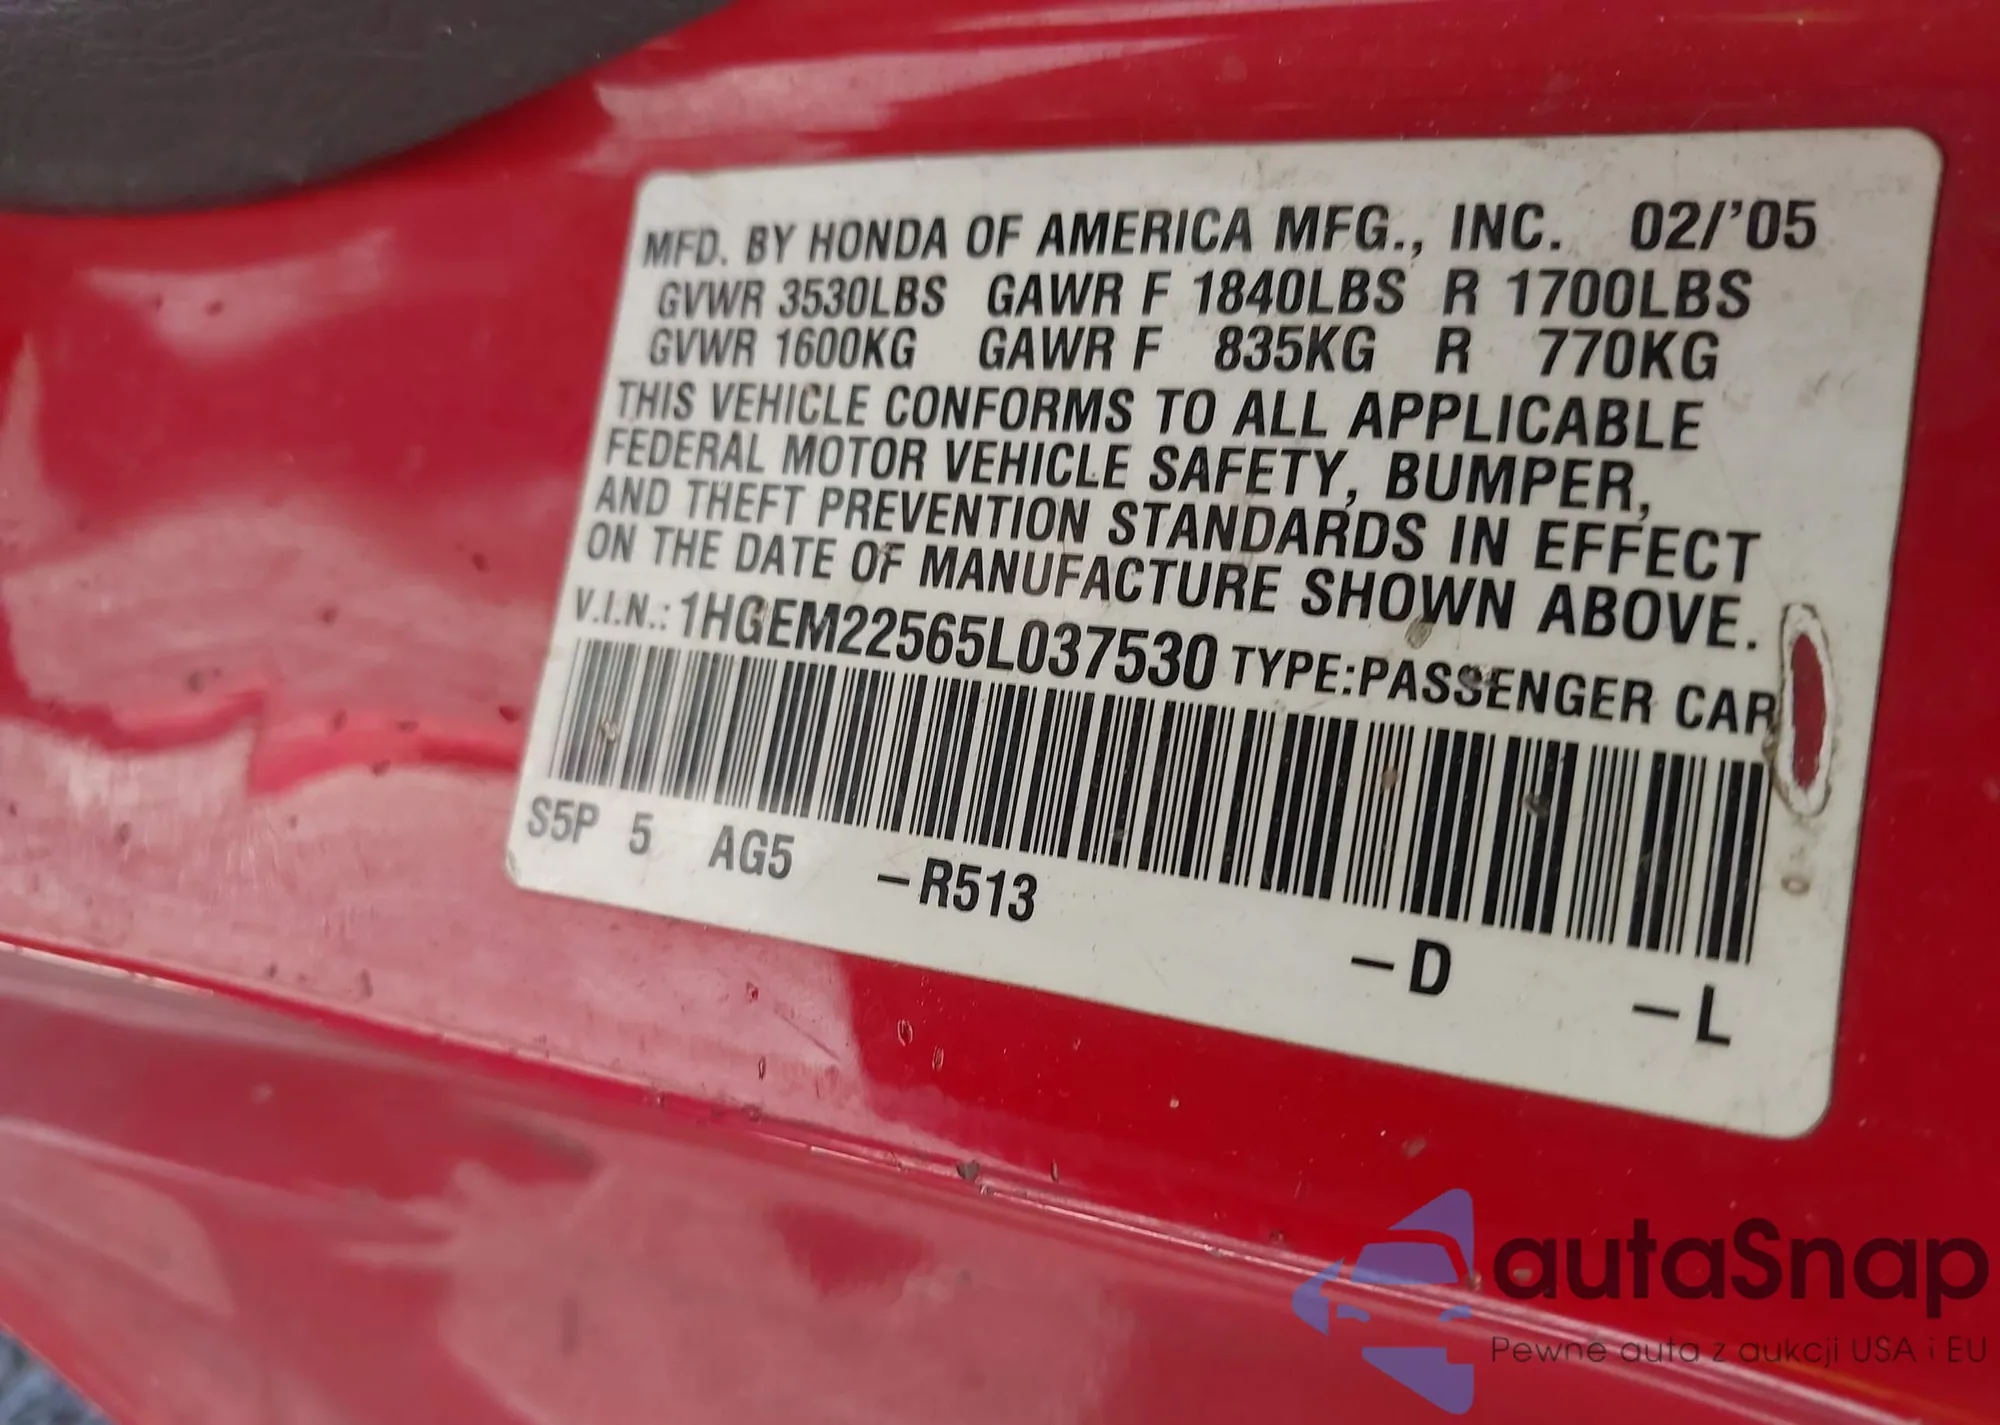 MFD. BY HONDA OF AMERICA MFG., INC. 02/'05
GVWR 3530LBS GAWR F 1840LBS R 1700LBS
GVWR 1600KG GAWR F 835KG R 770KG
THIS VEHICLE CONFORMS TO ALL APPLICABLE
FEDERAL MOTOR VEHICLE SAFETY, BUMPER,
AND THEFT PREVENTION STANDARDS IN EFFECT
ON THE DATE OF MANUFACTURE SHOWN ABOVE.
V.I.N.: 1HGEM22565L037530 TYPE:PASSENGER CAR
S5P 5 AG5 –R513 –D –L
autaSnap
Pewne auta z aukcji USA i EU